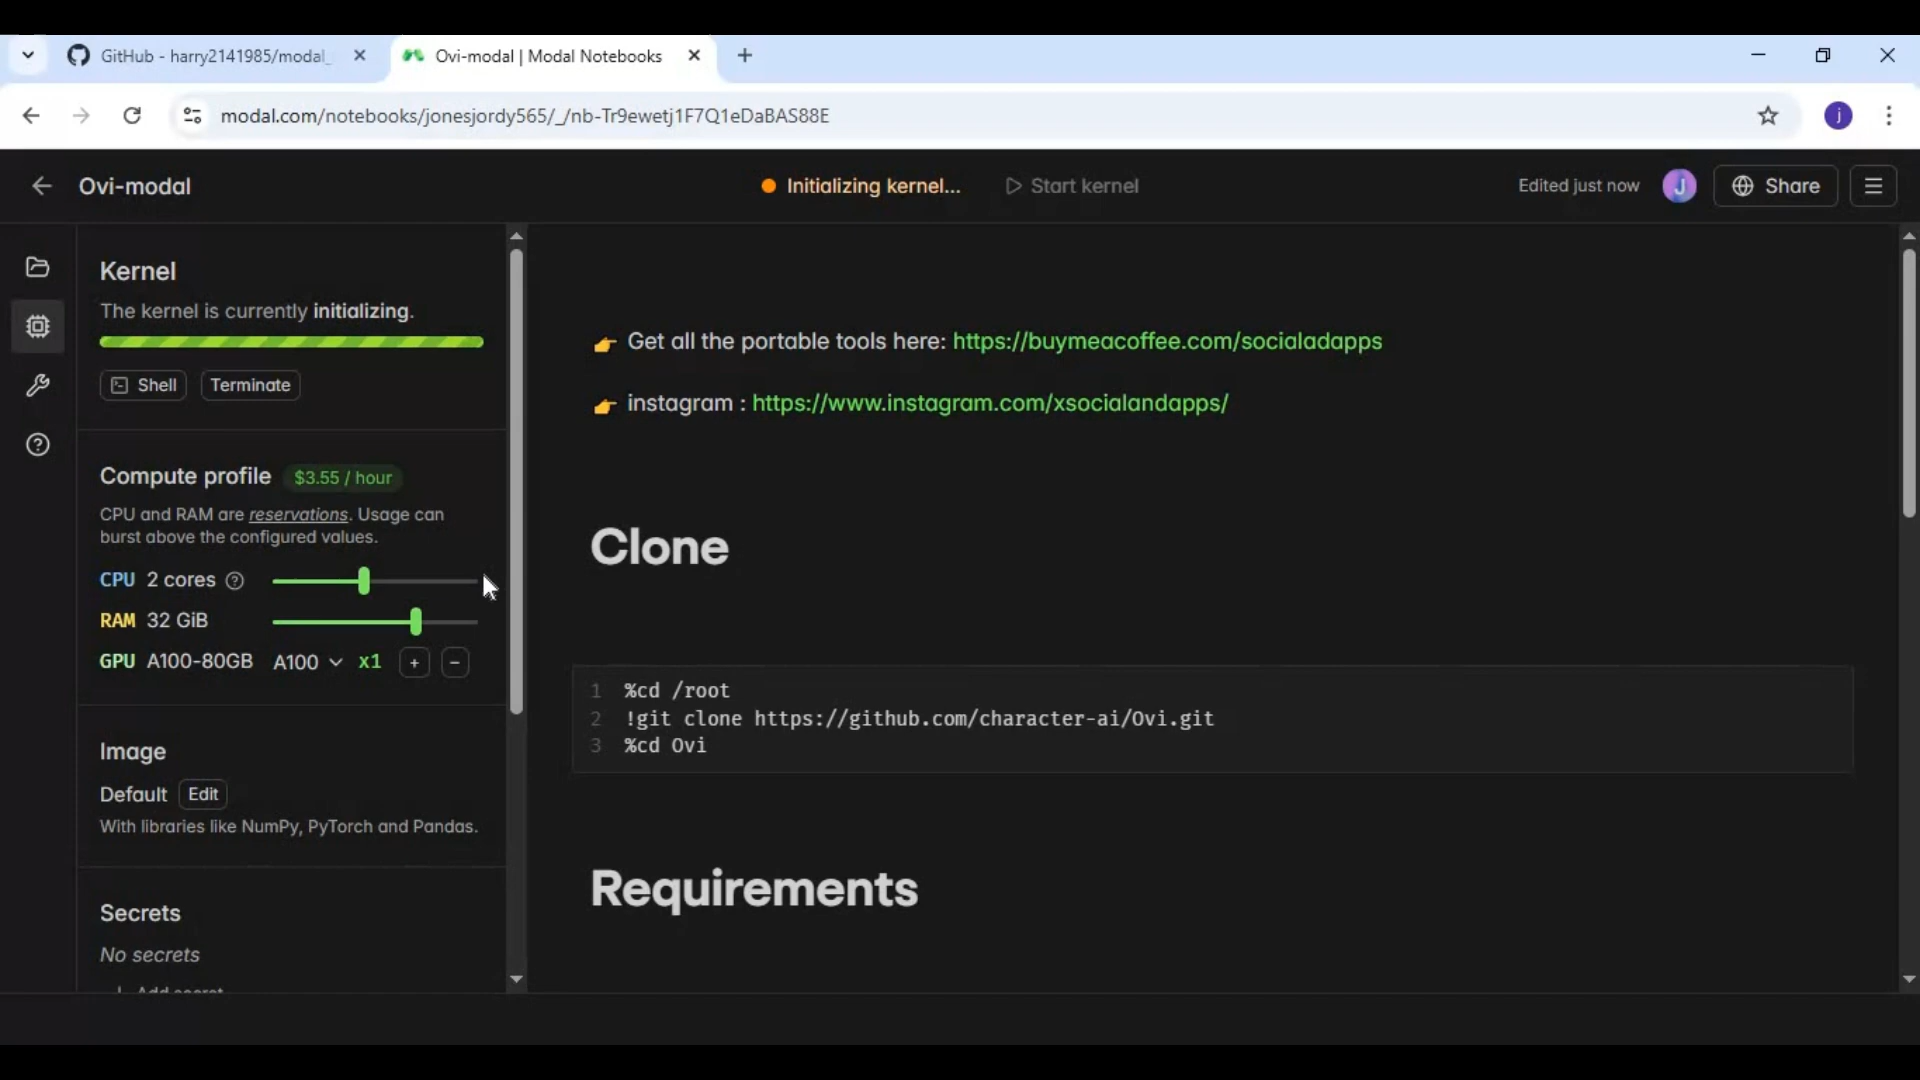 GitHub - harry2141985/modal_
Ovi-modal | Modal Notebooks
modal.com/notebooks/jonesjordy565/_/nb-Tr9ewetj1F7Q1eDaBAS88E
j
Ovi-modal
Initializing kernel...
Start kernel
Edited just now
J
Share
Kernel
The kernel is currently initializing.
Shell
Terminate
Compute profile
$3.55 / hour
CPU and RAM are reservations. Usage can
burst above the configured values.
CPU 2 cores
RAM 32 GiB
GPU A100-80GB A100 x1 + -
Image
Default Edit
With libraries like NumPy, PyTorch and Pandas.
Secrets
No secrets
Add secret
👉 Get all the portable tools here: https://buymeacoffee.com/socialadapps
👉 instagram : https://www.instagram.com/xsocialandapps/
Clone
1 %cd /root
2 !git clone https://github.com/character-ai/Ovi.git
3 %cd Ovi
Requirements